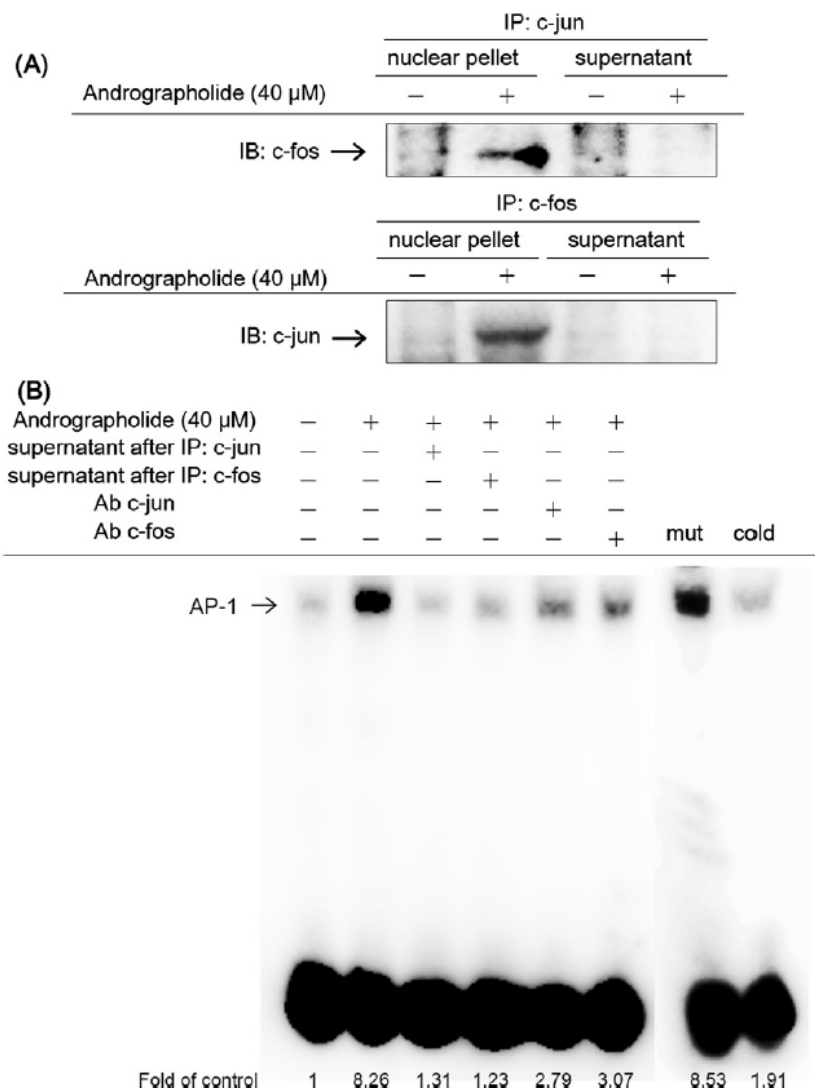 IP: c-jun
(A)
nuclear pellet supernatant
Andrographolide (40 µM) − + − +
IB: c-fos →
IP: c-fos
nuclear pellet supernatant
Andrographolide (40 µM) − + − +
IB: c-jun →
(B)
Andrographolide (40 µM) − + + + + +
supernatant after IP: c-jun − − + − − −
supernatant after IP: c-fos − − − + − −
Ab c-jun − − − − + −
Ab c-fos − − − − − + mut cold
AP-1 →
Fold of control 1 8.26 1.31 1.23 2.79 3.07 8.53 1.91